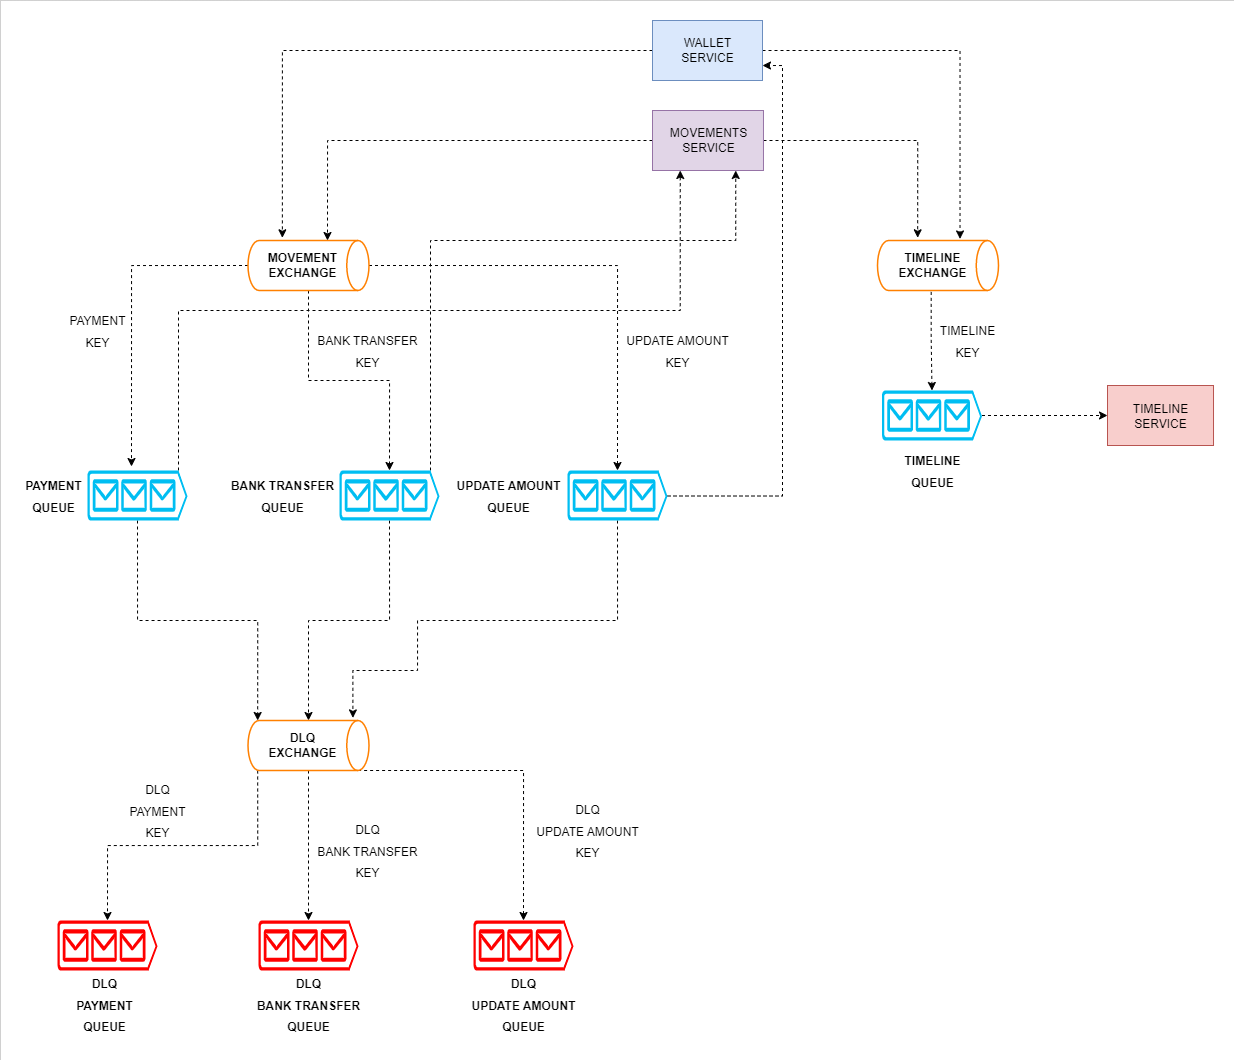 WALLET
SERVICE
MOVEMENTS
SERVICE
MOVEMENT
EXCHANGE
TIMELINE
EXCHANGE
PAYMENT
KEY
BANK TRANSFER
KEY
UPDATE AMOUNT
KEY
TIMELINE
KEY
TIMELINE
SERVICE
TIMELINE
QUEUE
PAYMENT
QUEUE
BANK TRANSFER
QUEUE
UPDATE AMOUNT
QUEUE
DLQ
EXCHANGE
DLQ
PAYMENT
KEY
DLQ
BANK TRANSFER
KEY
DLQ
UPDATE AMOUNT
KEY
DLQ
PAYMENT
QUEUE
DLQ
BANK TRANSFER
QUEUE
DLQ
UPDATE AMOUNT
QUEUE